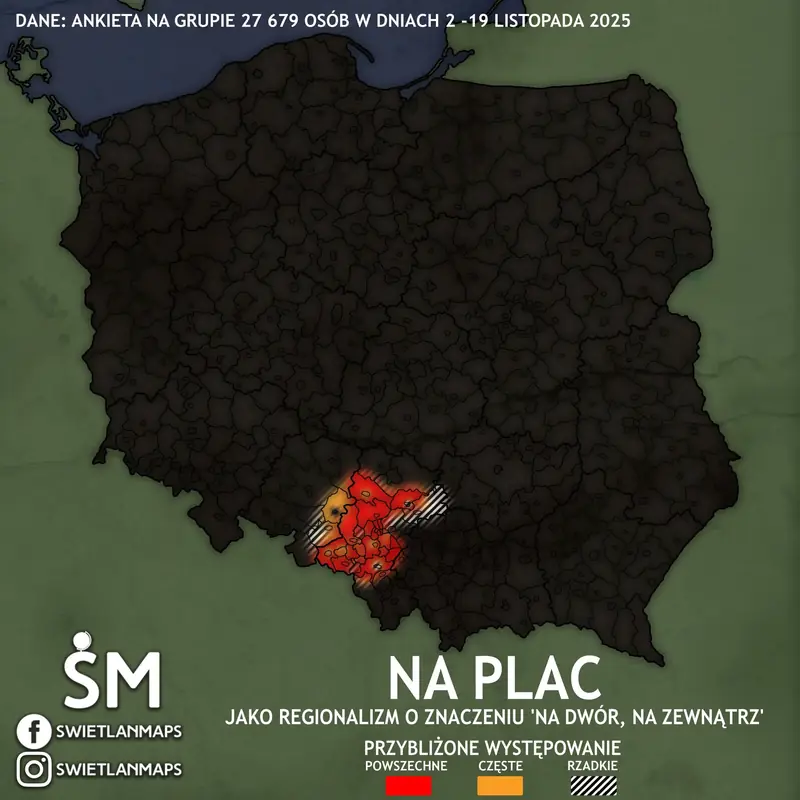 DANE: ANKIETA NA GRUPIE 27 679 OSÓB W DNIACH 2 -19 LISTOPADA 2025
ŚM
SWIETLANMAPS
SWIETLANMAPS
NA PLAC
JAKO REGIONALIZM O ZNACZENIU 'NA DWÓR, NA ZEWNĄTRZ'
PRZYBLIŻONE WYSTĘPOWANIE
POWSZECHNE CZĘSTE RZADKIE